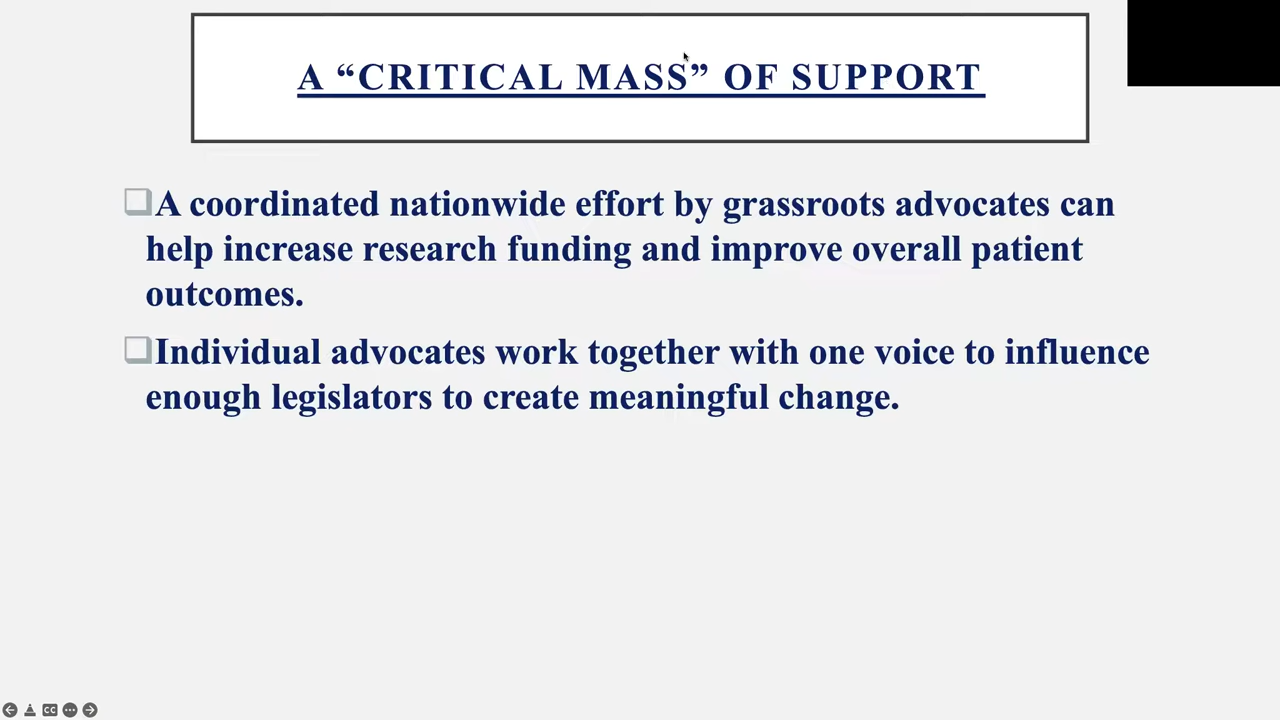 A “CRITICAL MASS” OF SUPPORT
A coordinated nationwide effort by grassroots advocates can
help increase research funding and improve overall patient
outcomes.
Individual advocates work together with one voice to influence
enough legislators to create meaningful change.
CC